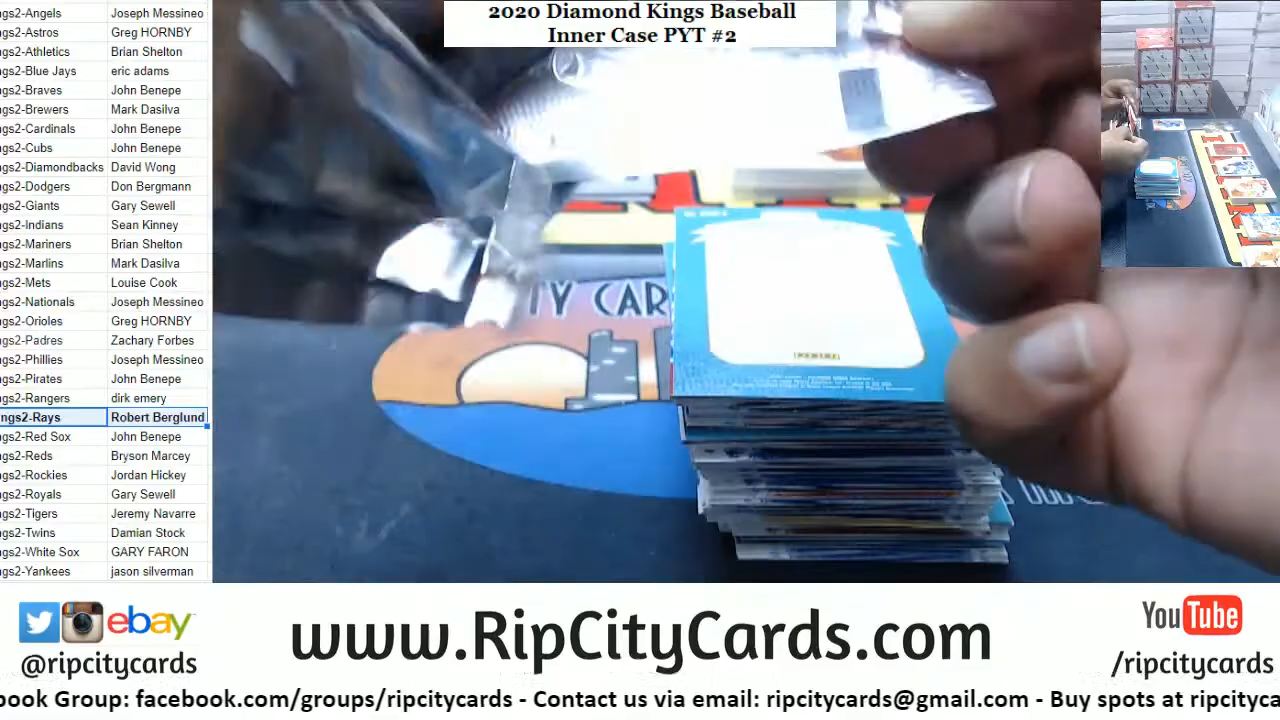 2020 Diamond Kings Baseball
Inner Case PYT #2
ngs2-Angels Joseph Messineo
ngs2-Astros Greg HORNBY
ngs2-Athletics Brian Shelton
ngs2-Blue Jays eric adams
ngs2-Braves John Benepe
ngs2-Brewers Mark Dasilva
ngs2-Cardinals John Benepe
ngs2-Cubs John Benepe
ngs2-Diamondbacks David Wong
ngs2-Dodgers Don Bergmann
ngs2-Giants Gary Sewell
ngs2-Indians Sean Kinney
ngs2-Mariners Brian Shelton
ngs2-Marlins Mark Dasilva
ngs2-Mets Louise Cook
ngs2-Nationals Joseph Messineo
ngs2-Orioles Greg HORNBY
ngs2-Padres Zachary Forbes
ngs2-Phillies Joseph Messineo
ngs2-Pirates John Benepe
ngs2-Rangers dirk emery
ngs2-Rays Robert Berglund
ngs2-Red Sox John Benepe
ngs2-Reds Bryson Marcey
ngs2-Rockies Jordan Hickey
ngs2-Royals Gary Sewell
ngs2-Tigers Jeremy Navarre
ngs2-Twins Damian Stock
ngs2-White Sox GARY FARON
ngs2-Yankees jason silverman
TY CAR
PANINI
ebay
@ripcitycards
www.RipCityCards.com
YouTube
/ripcitycards
book Group: facebook.com/groups/ripcitycards - Contact us via email: ripcitycards@gmail.com - Buy spots at ripcityca